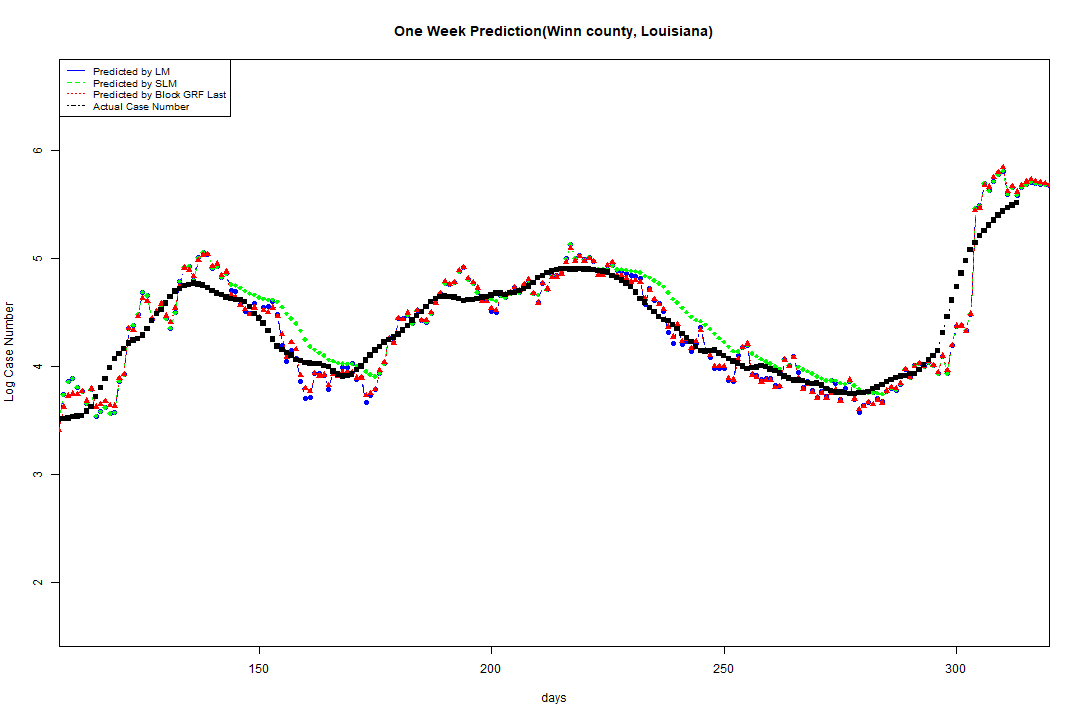 One Week Prediction(Winn county, Louisiana)
Predicted by LM
Predicted by SLM
Predicted by Block GRF Last
Actual Case Number
6
5
4
3
2
Log Case Number
150
200
250
300
days